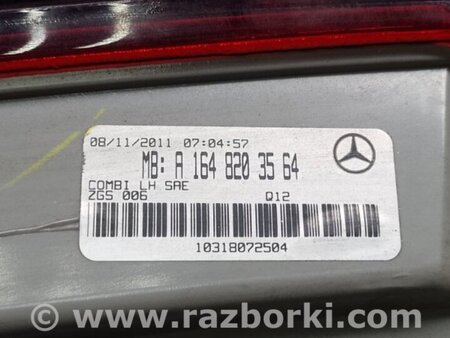 08/11/2011 07:04:57
MB: A 164 820 35 64
COMBI LH SAE
ZGS 006 Q12
10318072504
© www.razborki.com